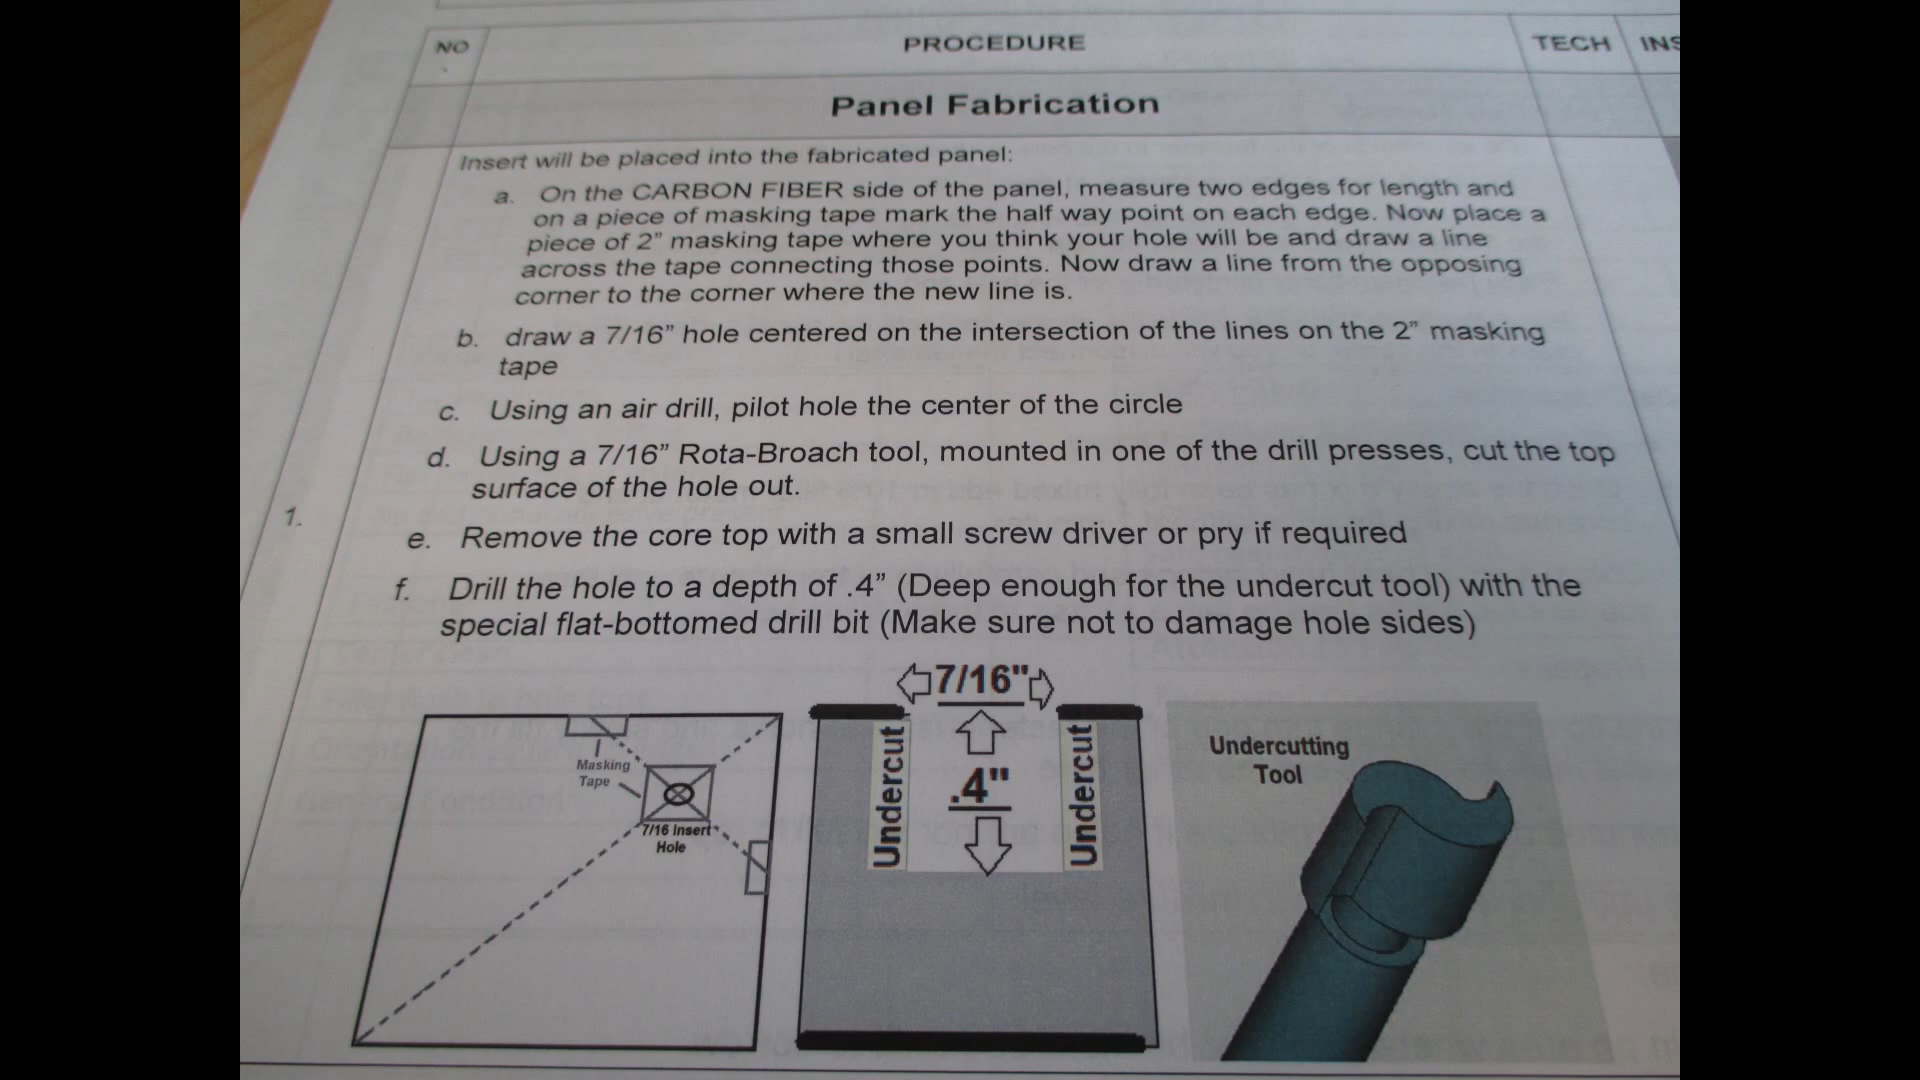 NO PROCEDURE TECH INS
Panel Fabrication
Insert will be placed into the fabricated panel:
a. On the CARBON FIBER side of the panel, measure two edges for length and
on a piece of masking tape mark the half way point on each edge. Now place a
piece of 2” masking tape where you think your hole will be and draw a line
across the tape connecting those points. Now draw a line from the opposing
corner to the corner where the new line is.
b. draw a 7/16” hole centered on the intersection of the lines on the 2” masking
tape
c. Using an air drill, pilot hole the center of the circle
d. Using a 7/16” Rota-Broach tool, mounted in one of the drill presses, cut the top
surface of the hole out.
1.
e. Remove the core top with a small screw driver or pry if required
f. Drill the hole to a depth of .4” (Deep enough for the undercut tool) with the
special flat-bottomed drill bit (Make sure not to damage hole sides)
Masking
Tape
7/16 Insert
Hole
7/16"
Undercut
.4"
Undercut
Undercutting
Tool